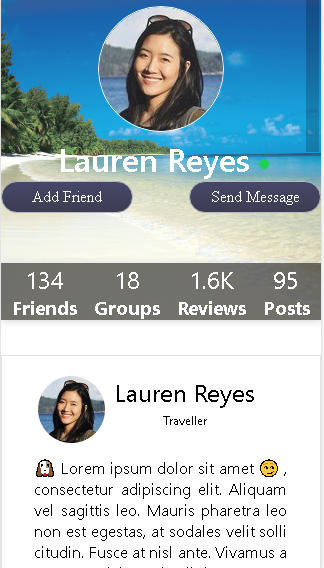 Lauren Reyes
Add Friend Send Message
134 18 1.6K 95
Friends Groups Reviews Posts
Lauren Reyes
Traveller
Lorem ipsum dolor sit amet ,
consectetur adipiscing elit. Aliquam
vel sagittis leo. Mauris pharetra leo
non est egestas, at sodales velit solli
citudin. Fusce at nisl ante. Vivamus a